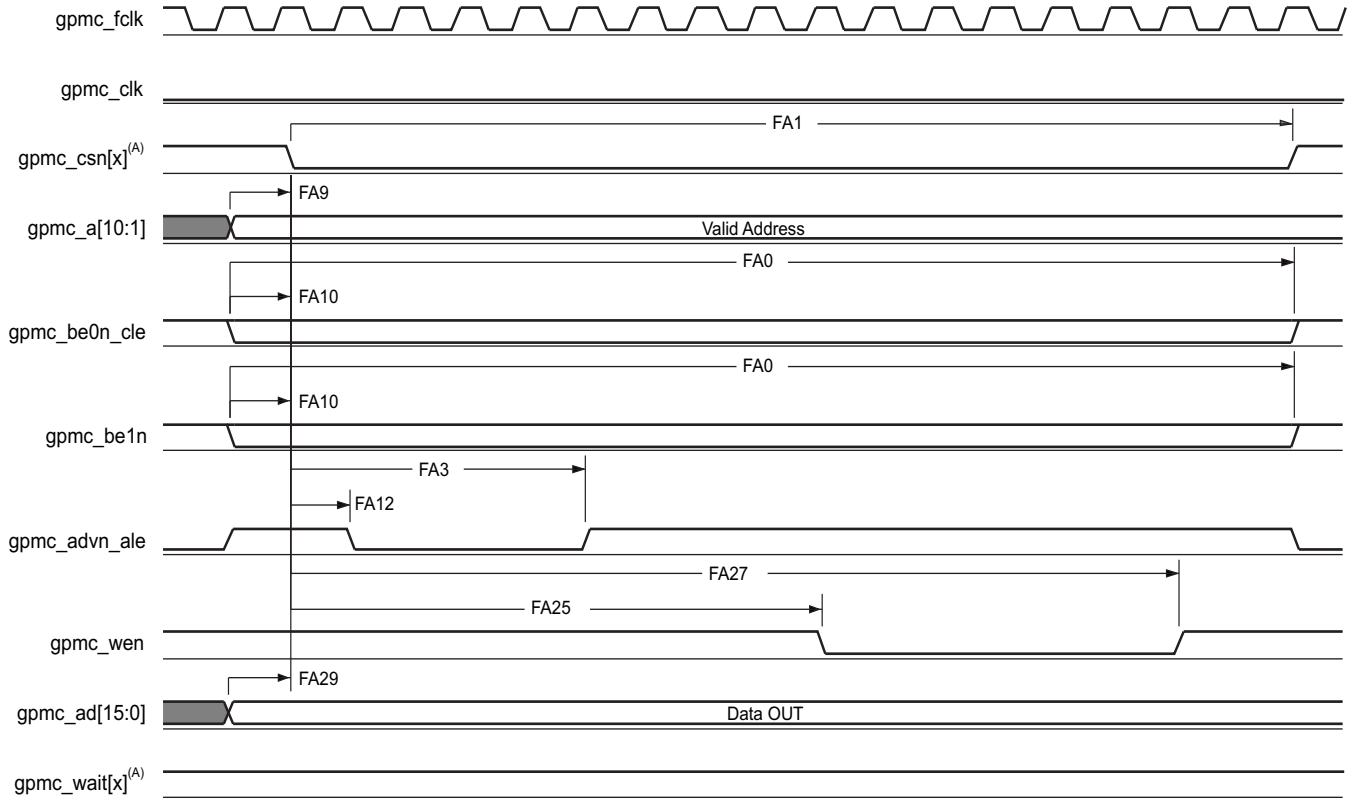 gpmc_fclk
gpmc_clk
FA1
gpmc_csn[x](A)
FA9
gpmc_a[10:1]
Valid Address
FA0
FA10
gpmc_be0n_cle
FA0
FA10
gpmc_be1n
FA3
FA12
gpmc_advn_ale
FA27
FA25
gpmc_wen
FA29
gpmc_ad[15:0]
Data OUT
gpmc_wait[x](A)